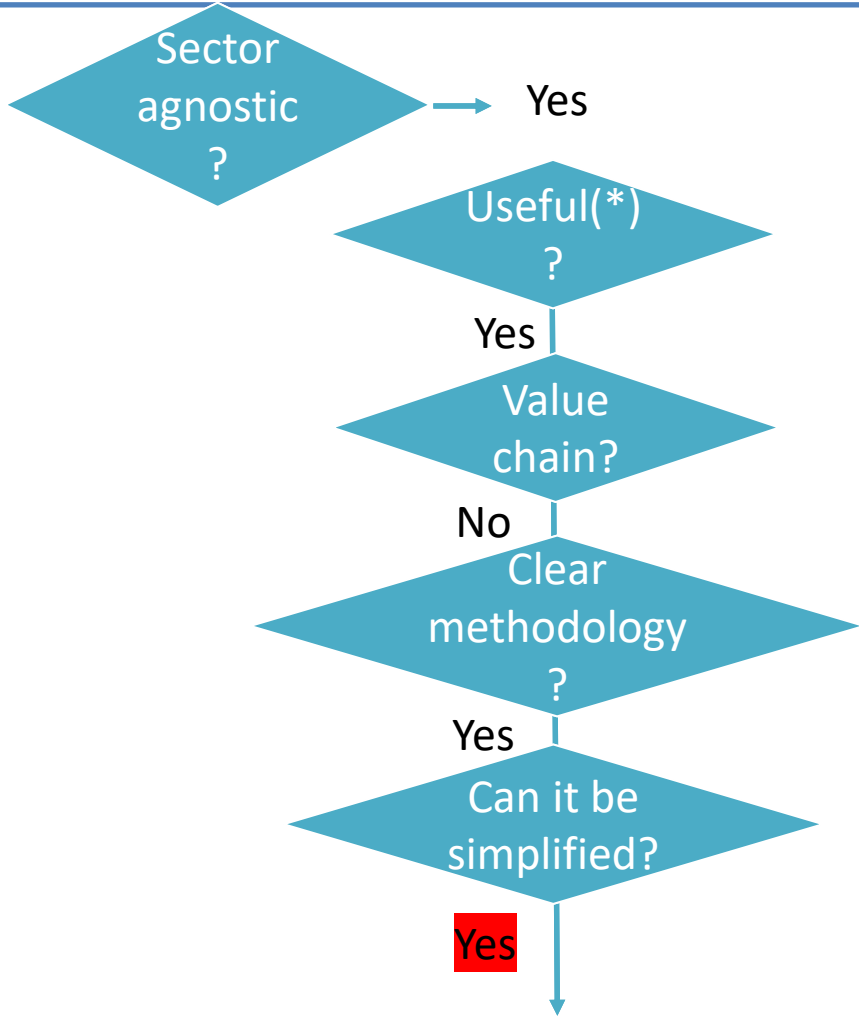 Sector
agnostic
?
Yes
Useful(*)
?
Yes
Value
chain?
No
Clear
methodology
?
Yes
Can it be
simplified?
Yes